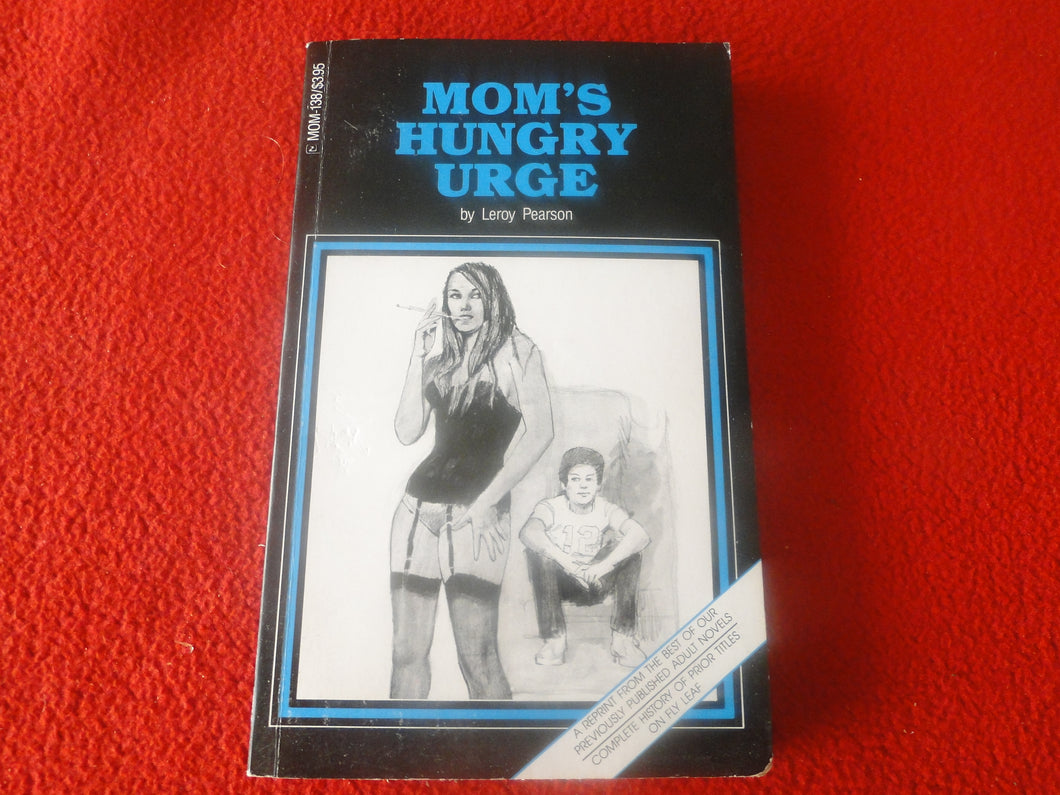 MOM-138/$3.95
MOM'S
HUNGRY
URGE
by Leroy Pearson
12
A REPRINT FROM THE BEST OF OUR
PREVIOUSLY PUBLISHED ADULT NOVELS
COMPLETE HISTORY OF PRIOR TITLES
ON FLY LEAF